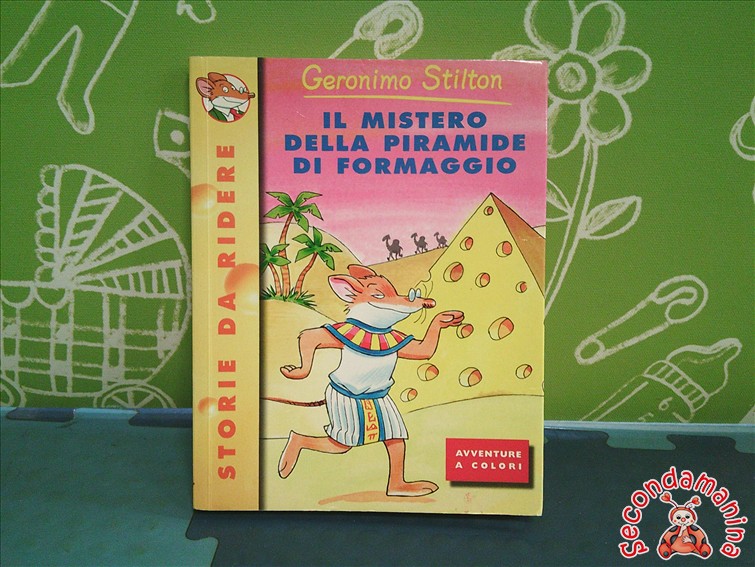 Geronimo Stilton
IL MISTERO
DELLA PIRAMIDE
DI FORMAGGIO
STORIE DA RIDERE
AVVENTURE
A COLORI
Secondamanina